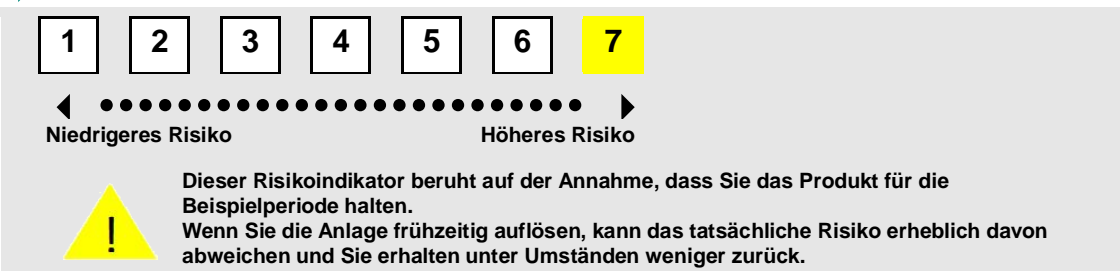 1 2 3 4 5 6 7
Niedrigeres Risiko Höheres Risiko
Dieser Risikoindikator beruht auf der Annahme, dass Sie das Produkt für die
Beispielperiode halten.
Wenn Sie die Anlage frühzeitig auflösen, kann das tatsächliche Risiko erheblich davon
abweichen und Sie erhalten unter Umständen weniger zurück.
!